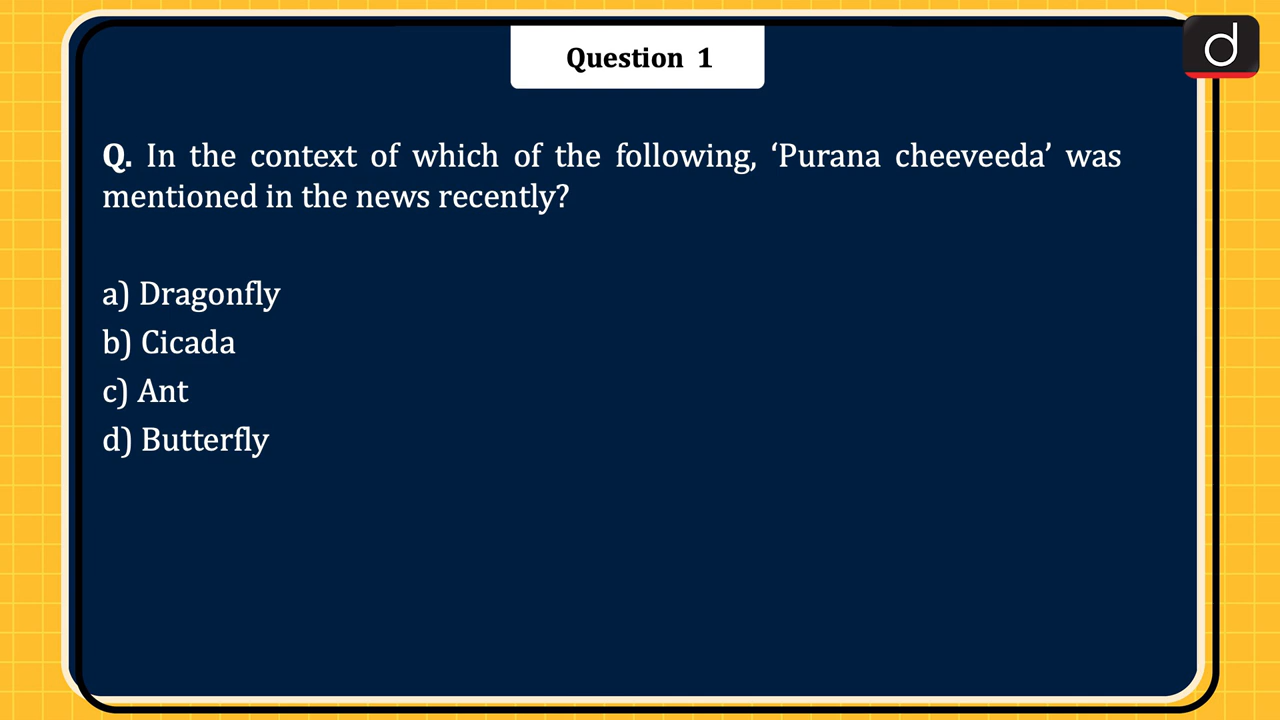 Question 1
d
Q. In the context of which of the following, ‘Purana cheeveeda’ was
mentioned in the news recently?
a) Dragonfly
b) Cicada
c) Ant
d) Butterfly